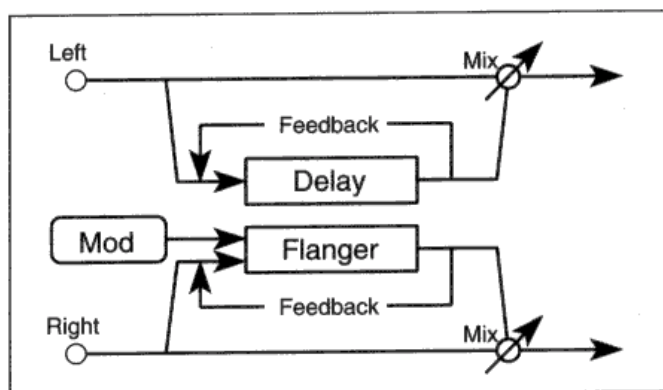 Left
Mix
Feedback
Delay
Mod
Flanger
Feedback
Right
Mix